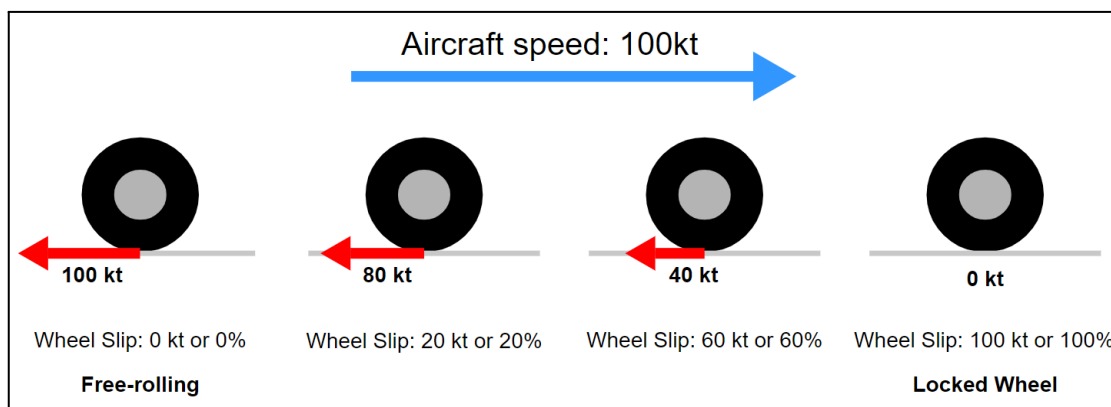 Aircraft speed: 100kt
100 kt
80 kt
40 kt
0 kt
Wheel Slip: 0 kt or 0%
Wheel Slip: 20 kt or 20%
Wheel Slip: 60 kt or 60%
Wheel Slip: 100 kt or 100%
Free-rolling
Locked Wheel